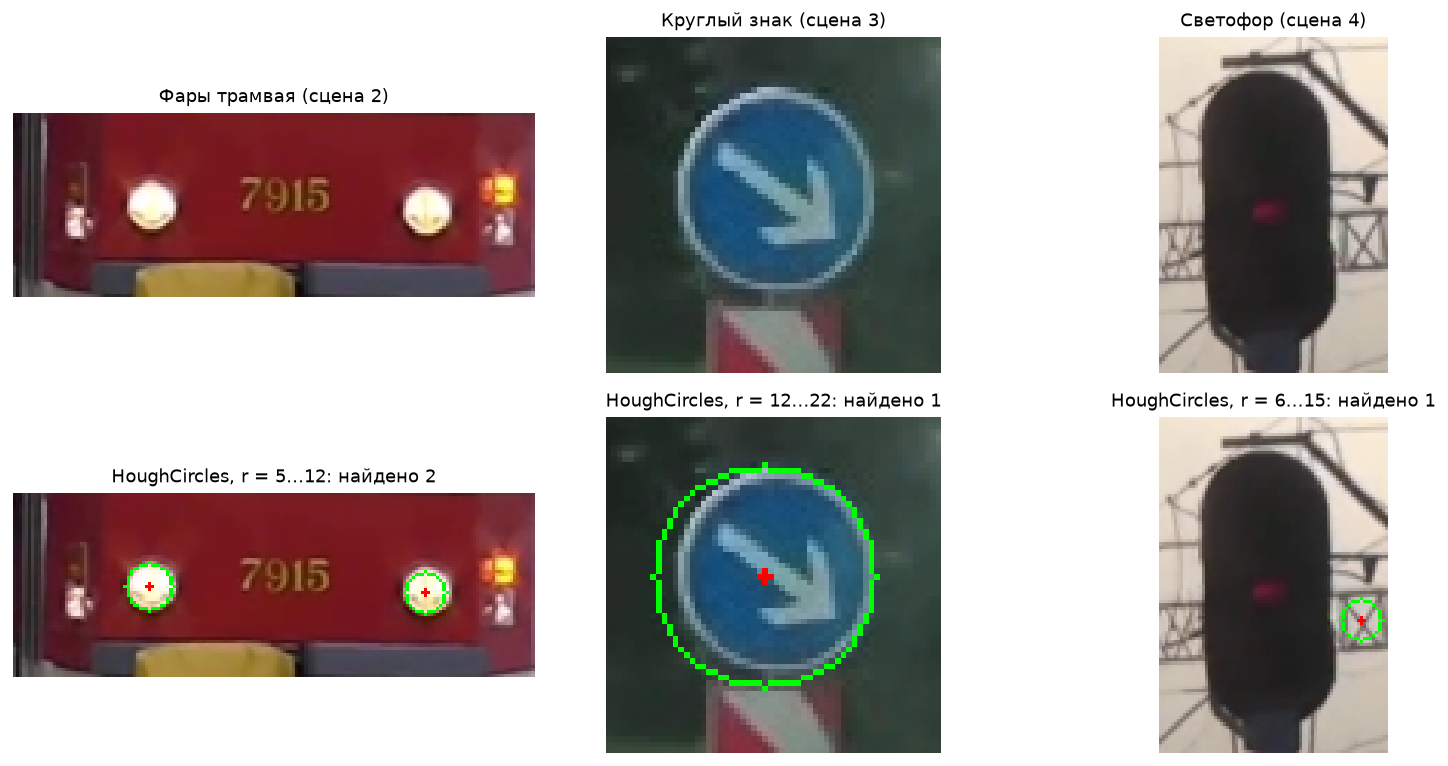 Фары трамвая (сцена 2)
7915
Круглый знак (сцена 3)
Светофор (сцена 4)
HoughCircles, r = 5...12: найдено 2
7915
HoughCircles, r = 12...22: найдено 1
HoughCircles, r = 6...15: найдено 1